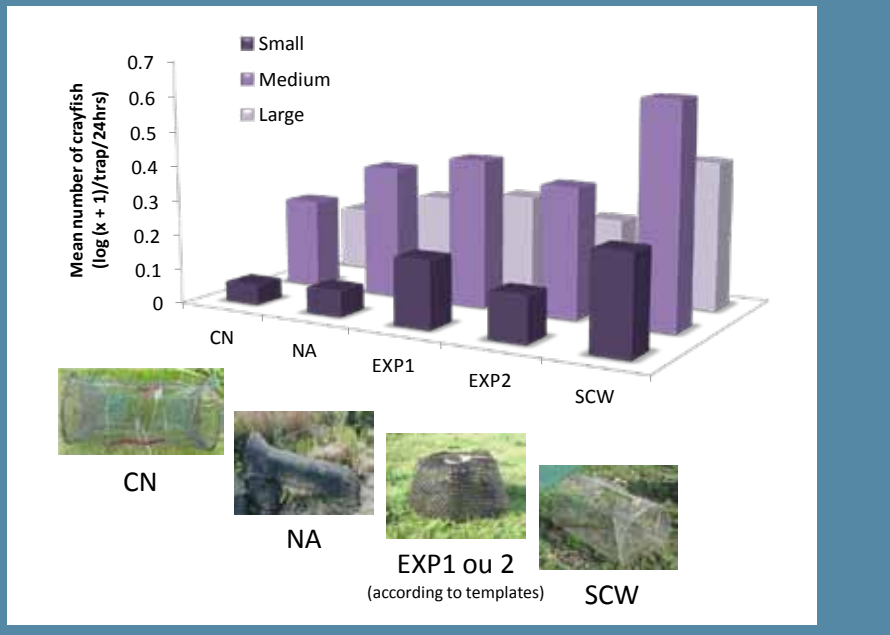 Small
Medium
Large
Mean number of crayfish
(log (x + 1)/trap/24hrs)
0.7
0.6
0.5
0.4
0.3
0.2
0.1
0
CN
NA
EXP1
EXP2
SCW
CN
NA
EXP1 ou 2
(according to templates)
SCW